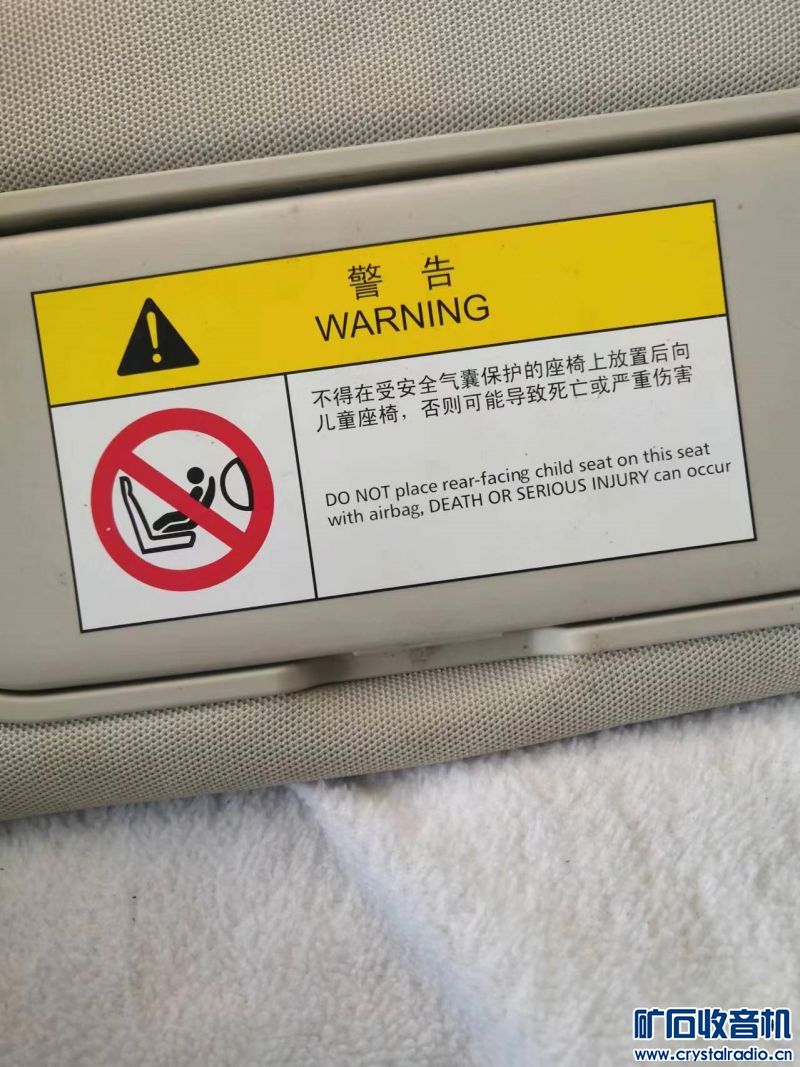 警 告
WARNING
不得在受安全气囊保护的座椅上放置后向
儿童座椅，否则可能导致死亡或严重伤害
DO NOT place rear-facing child seat on this seat
with airbag, DEATH OR SERIOUS INJURY can occur
矿石收音机
www.crystalradio.cn